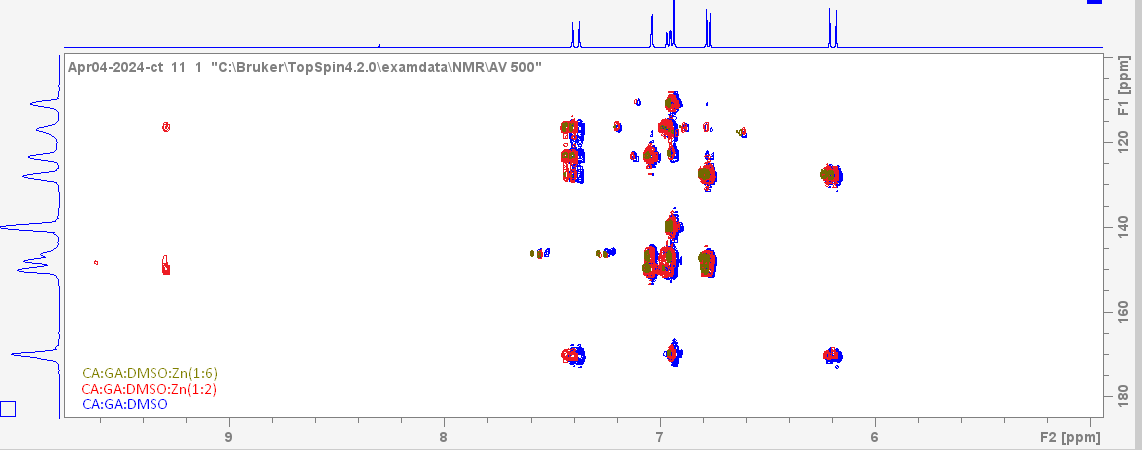 Apr04-2024-ct 11 1 "C:\Bruker\TopSpin4.2.0\examdata\NMR\AV 500"
F1 [ppm]
120
140
160
180
CA:GA:DMSO:Zn(1:6)
CA:GA:DMSO:Zn(1:2)
CA:GA:DMSO
9 8 7 6 F2 [ppm]